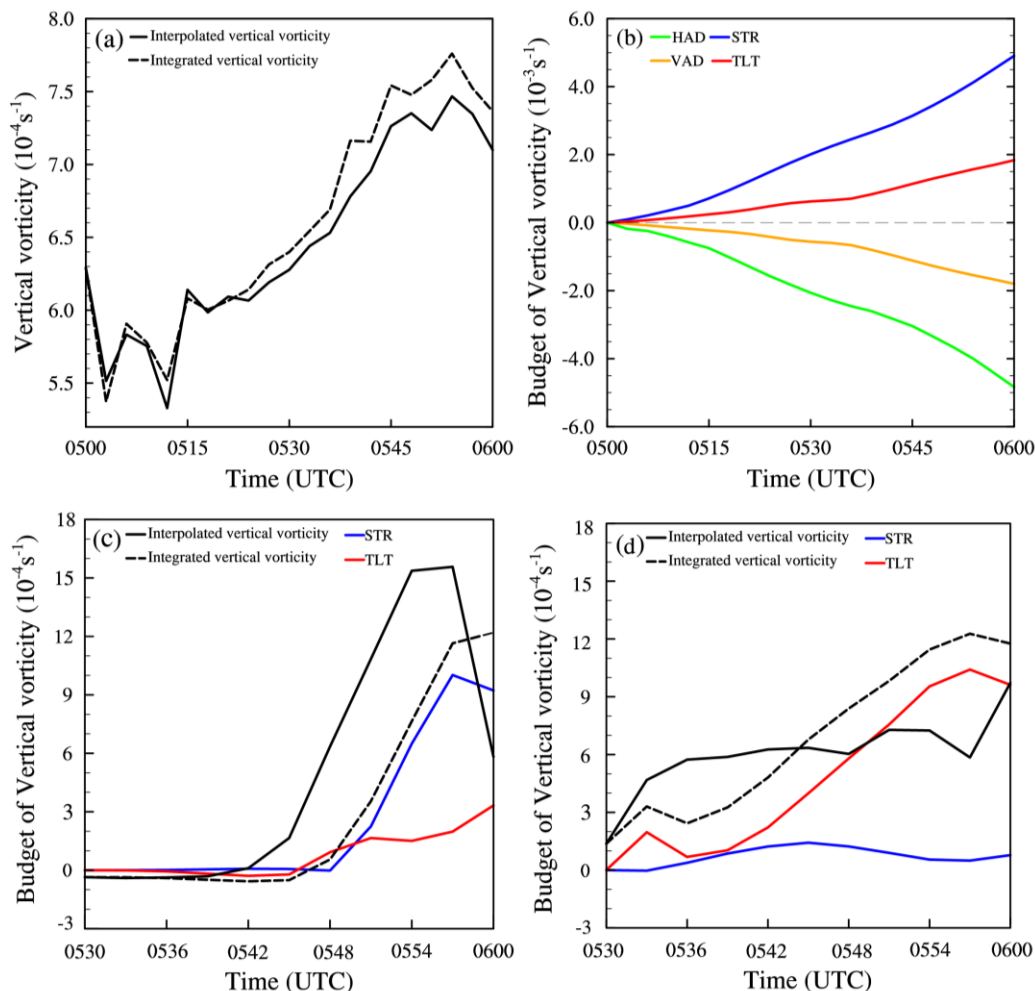 (a)
Interpolated vertical vorticity
Integrated vertical vorticity
Vertical vorticity (10⁻⁴s⁻¹)
8.0
7.5
7.0
6.5
6.0
5.5
0500 0515 0530 0545 0600
Time (UTC)
(b)
HAD STR
VAD TLT
Budget of Vertical vorticity (10⁻³s⁻¹)
6.0
4.0
2.0
0.0
-2.0
-4.0
-6.0
0500 0515 0530 0545 0600
Time (UTC)
(c)
Interpolated vertical vorticity STR
Integrated vertical vorticity TLT
Budget of Vertical vorticity (10⁻⁴s⁻¹)
18
15
12
9
6
3
0
-3
0530 0536 0542 0548 0554 0600
Time (UTC)
(d)
Interpolated vertical vorticity STR
Integrated vertical vorticity TLT
Budget of Vertical vorticity (10⁻⁴s⁻¹)
18
15
12
9
6
3
0
-3
0530 0536 0542 0548 0554 0600
Time (UTC)